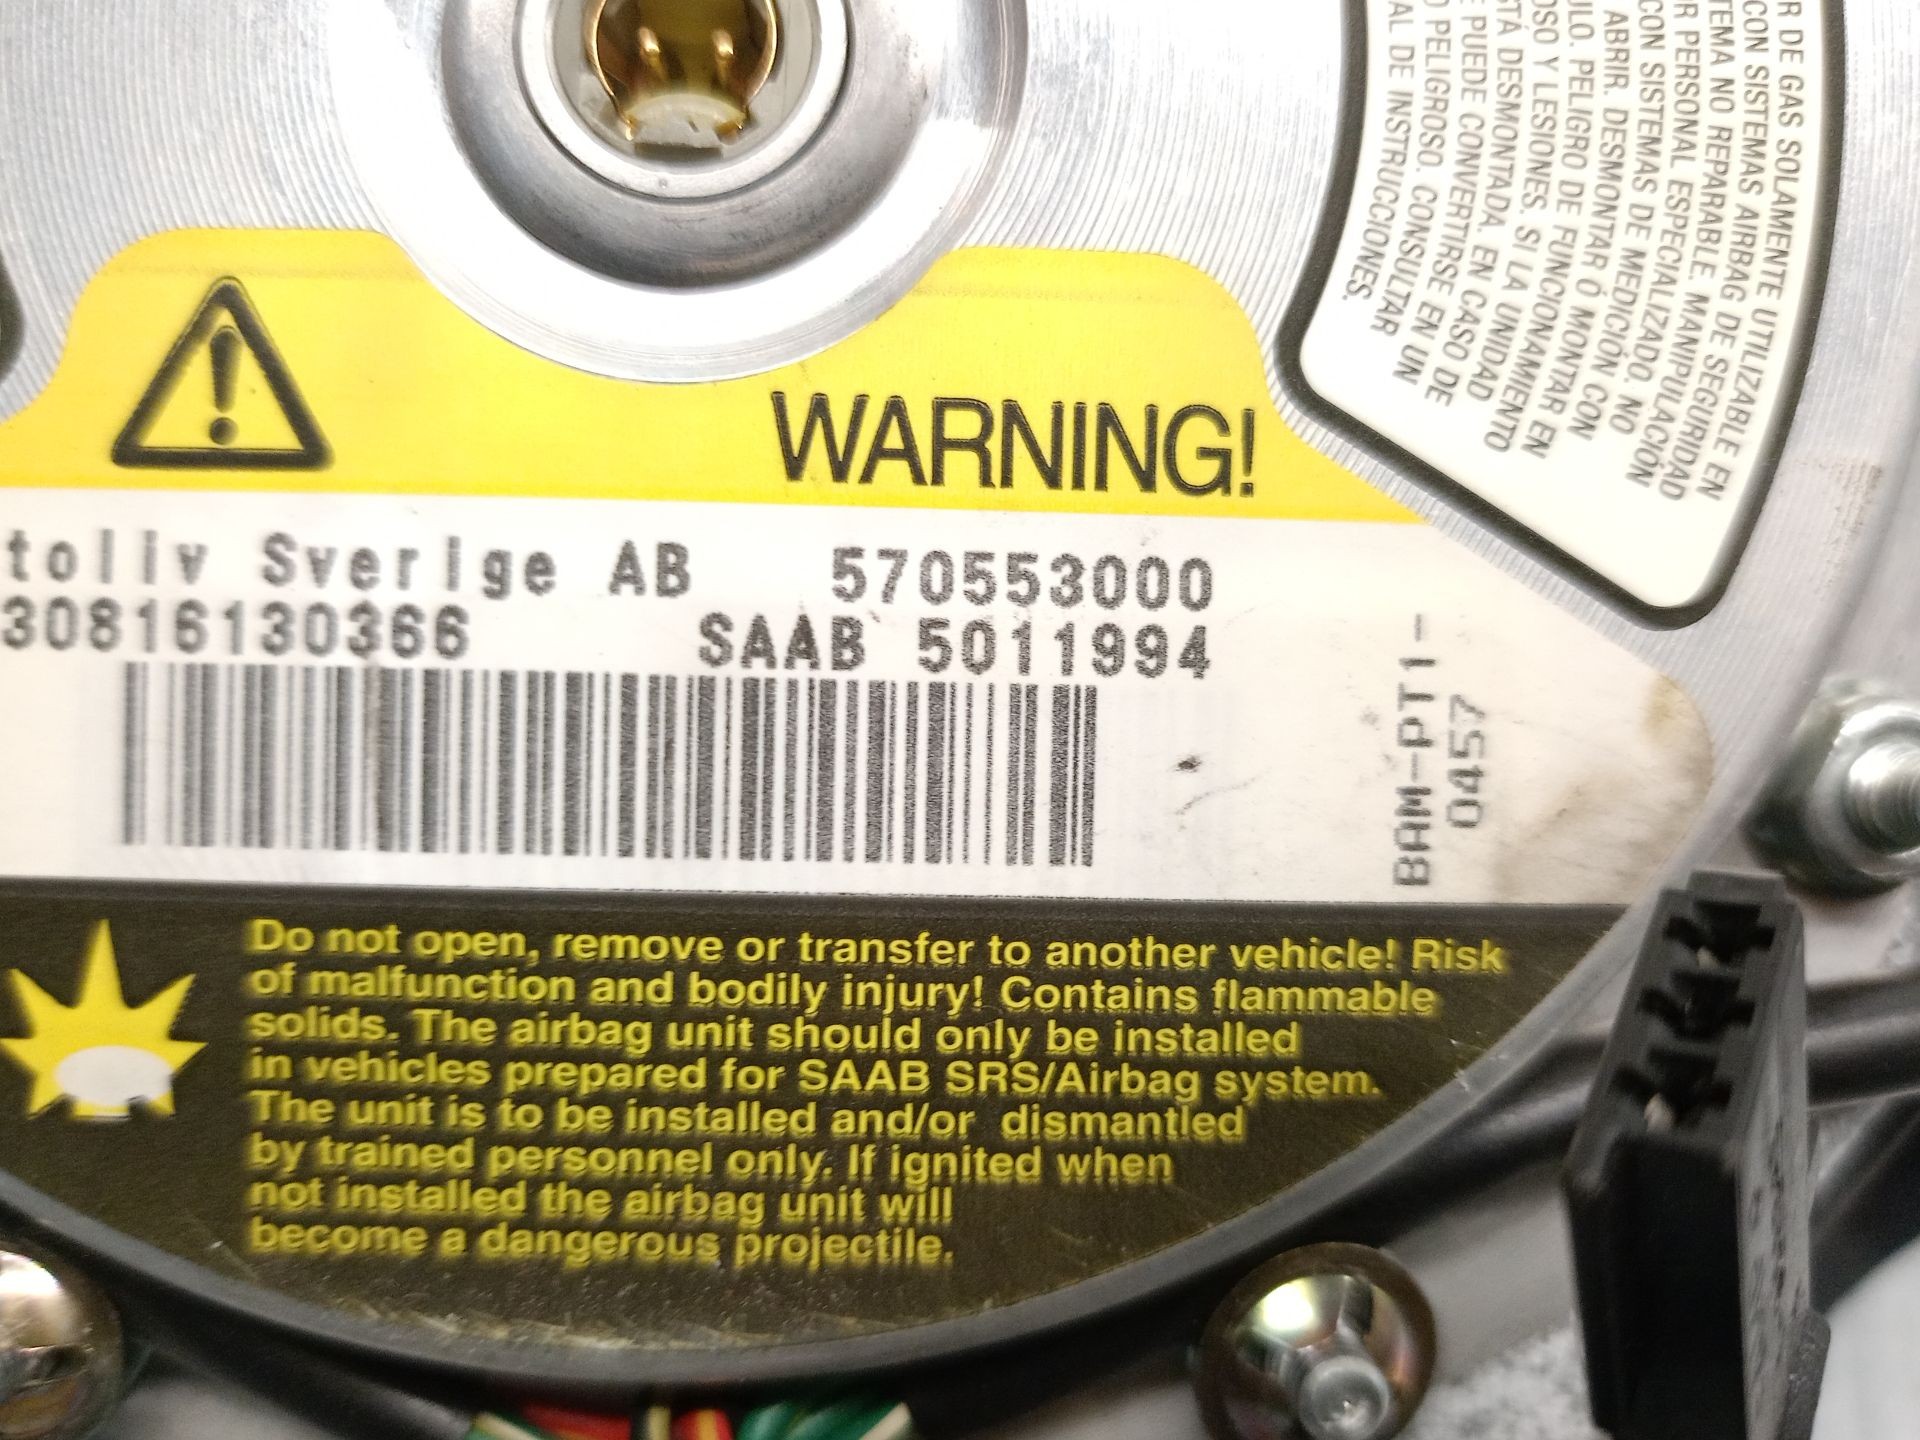 WARNING!
toliv Sverige AB 570553000
30816130366 SAAB 5011994
BAM-PT1-
0457
Do not open, remove or transfer to another vehicle! Risk
of malfunction and bodily injury! Contains flammable
solids. The airbag unit should only be installed
in vehicles prepared for SAAB SRS/Airbag system.
The unit is to be installed and/or dismantled
by trained personnel only. If ignited when
not installed the airbag unit will
become a dangerous projectile.
R DE GAS SOLAMENTE UTILIZABLE EN
CON SISTEMAS AIRBAG DE SEGURIDAD
TEMA NO REPARABLE. MANIPULACIÓN
R PERSONAL ESPECIALIZADO. NO
CON SISTEMAS DE MEDICIÓN CON
ABRIR, DESMONTAR Ó MONTAR EN
ULO. PELIGRO DE FUNCIONAMIENTO
OSO Y LESIONES. SI LA UNIDAD
STÁ DESMONTADA, EN CASO DE
E PUEDE CONVERTIRSE EN UN
O PELIGROSO. CONSULTAR
AL DE INSTRUCCIONES.